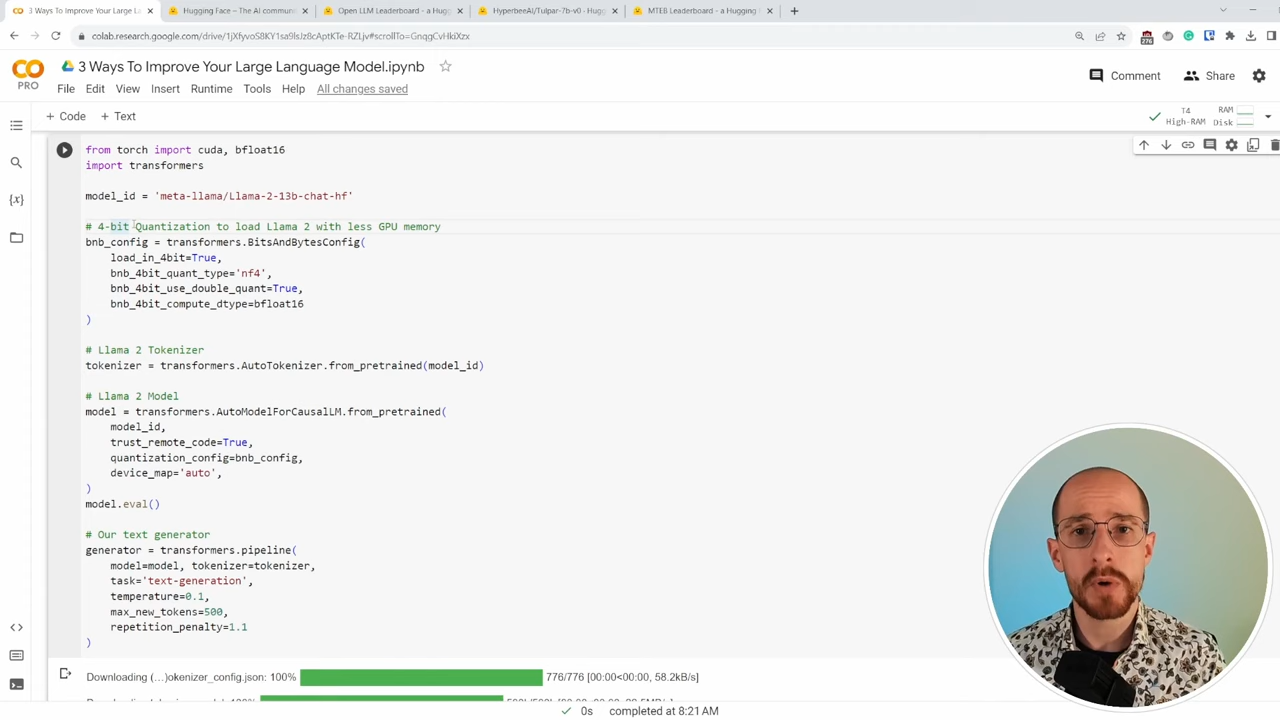 3 Ways To Improve Your Large La
Hugging Face – The AI communi
Open LLM Leaderboard - a Hugg
HyperbeeAI/Tulpar-7b-v0 · Hugg
MTEB Leaderboard - a Hugging
colab.research.google.com/drive/1jXfyvoS8KY1sa9lsJz8cAptKTe-RZLjv#scrollTo=GnqgCvHkiXzx
276
PRO
3 Ways To Improve Your Large Language Model.ipynb
Comment
Share
File Edit View Insert Runtime Tools Help All changes saved
+ Code + Text
T4
High-RAM
RAM
Disk
from torch import cuda, bfloat16
import transformers
model_id = 'meta-llama/Llama-2-13b-chat-hf'
# 4-bit Quantization to load Llama 2 with less GPU memory
bnb_config = transformers.BitsAndBytesConfig(
load_in_4bit=True,
bnb_4bit_quant_type='nf4',
bnb_4bit_use_double_quant=True,
bnb_4bit_compute_dtype=bfloat16
)
# Llama 2 Tokenizer
tokenizer = transformers.AutoTokenizer.from_pretrained(model_id)
# Llama 2 Model
model = transformers.AutoModelForCausalLM.from_pretrained(
model_id,
trust_remote_code=True,
quantization_config=bnb_config,
device_map='auto',
)
model.eval()
# Our text generator
generator = transformers.pipeline(
model=model, tokenizer=tokenizer,
task='text-generation',
temperature=0.1,
max_new_tokens=500,
repetition_penalty=1.1
)
Downloading (…)okenizer_config.json: 100% 776/776 [00:00<00:00, 58.2kB/s]
0s completed at 8:21 AM